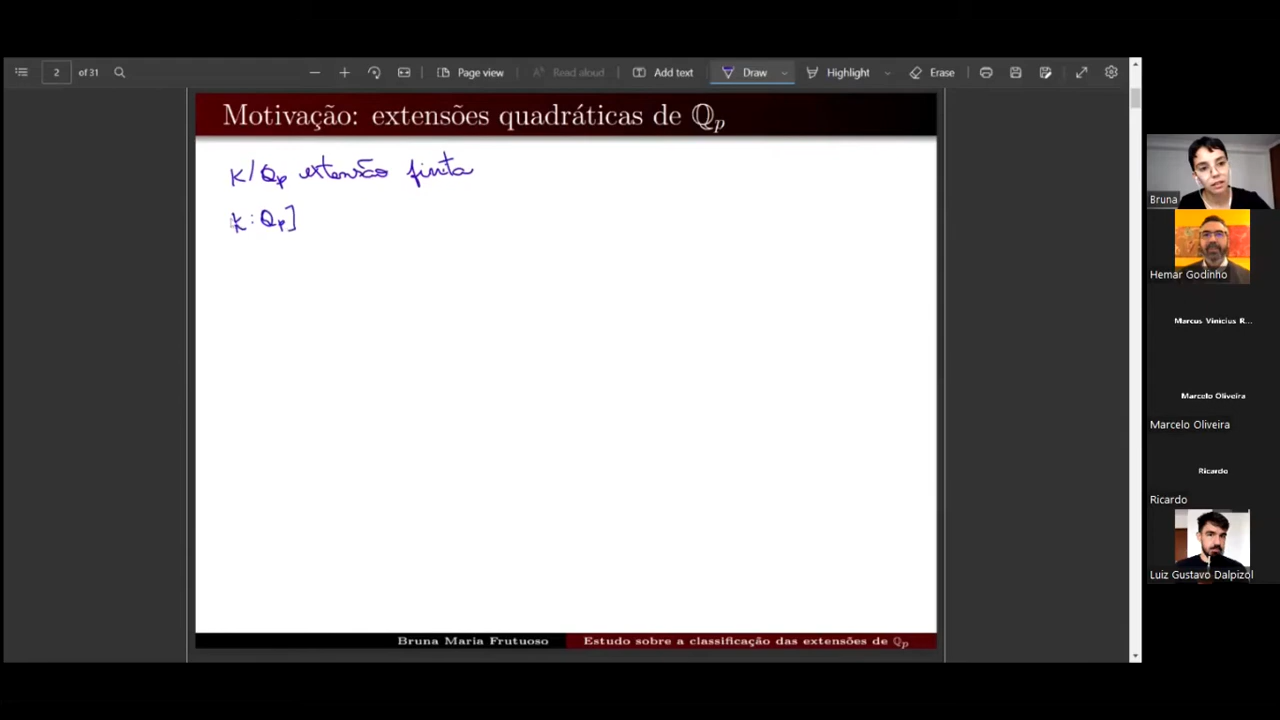 2 of 31
Page view
Read aloud
Add text
Draw
Highlight
Erase
Motivação: extensões quadráticas de ℚp
K/Qp extensão finita
K:Qp]
Bruna Maria Frutuoso
Estudo sobre a classificação das extensões de ℚp
Bruna
Hemar Godinho
Marcus Vinicius R...
Marcelo Oliveira
Marcelo Oliveira
Ricardo
Ricardo
Luiz Gustavo Dalpizol